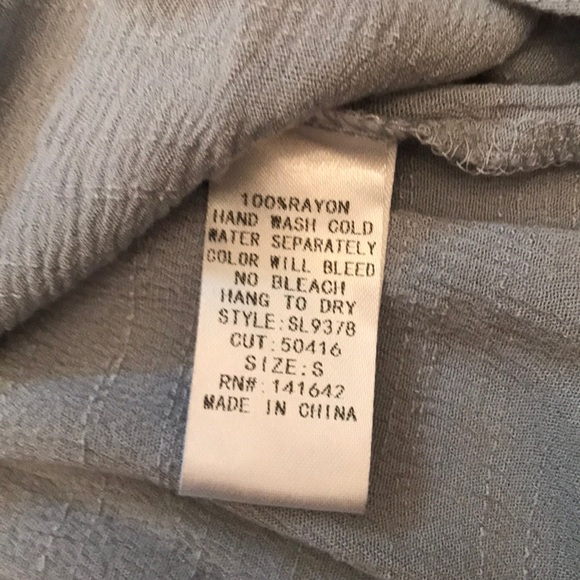 100%RAYON
HAND WASH COLD
WATER SEPARATELY
COLOR WILL BLEED
NO BLEACH
HANG TO DRY
STYLE:SL9378
CUT:50416
SIZE:S
RN#:141642
MADE IN CHINA